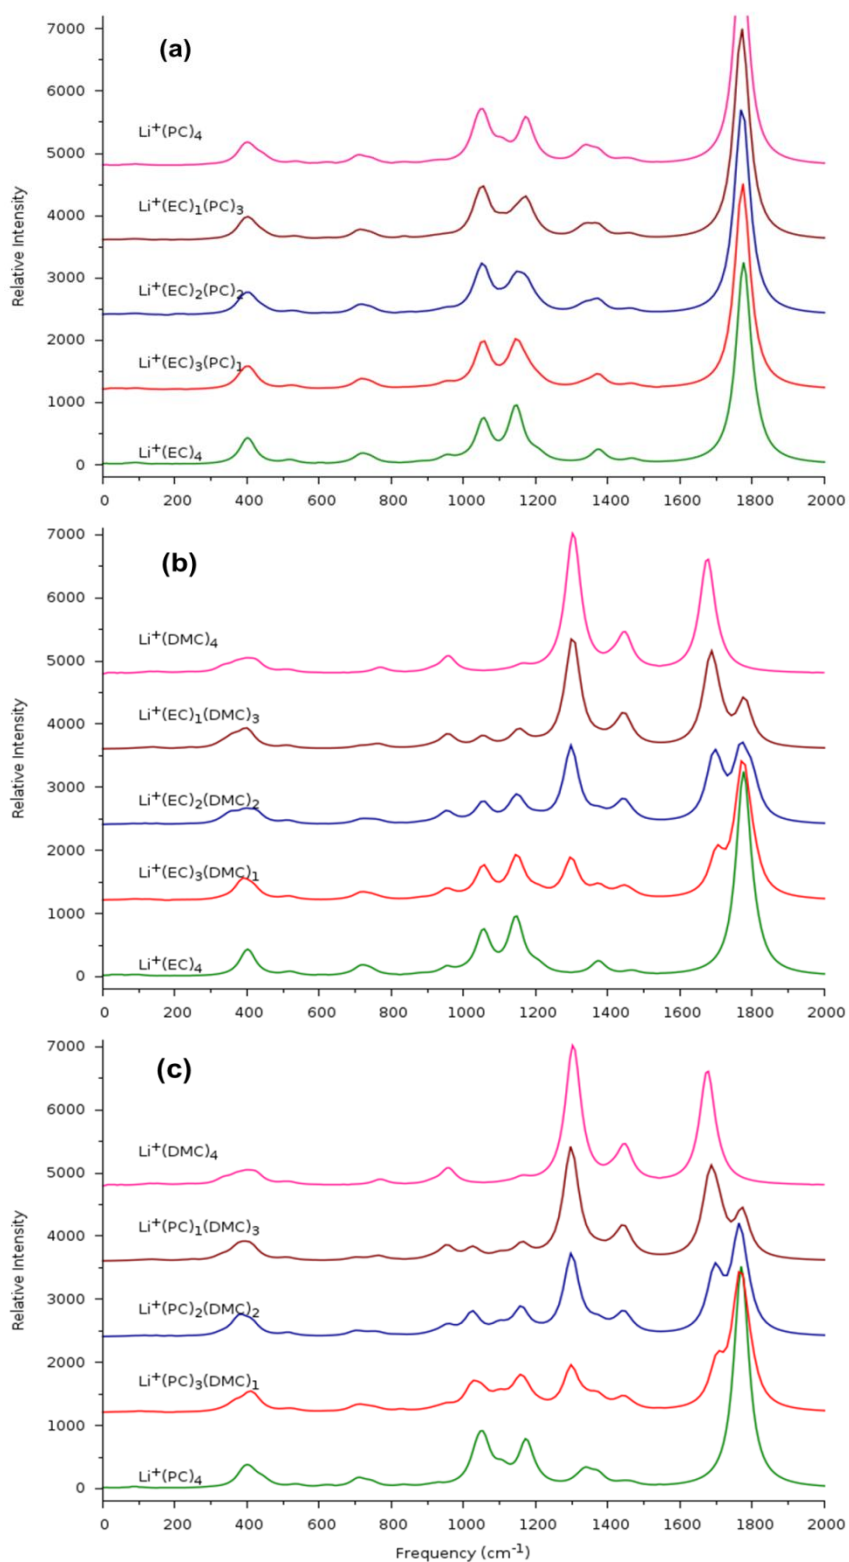 (a)
7000
6000
5000
4000
3000
2000
1000
0
Relative Intensity
Li⁺(PC)₄
Li⁺(EC)₁(PC)₃
Li⁺(EC)₂(PC)₂
Li⁺(EC)₃(PC)₁
Li⁺(EC)₄
0 200 400 600 800 1000 1200 1400 1600 1800 2000
(b)
7000
6000
5000
4000
3000
2000
1000
0
Relative Intensity
Li⁺(DMC)₄
Li⁺(EC)₁(DMC)₃
Li⁺(EC)₂(DMC)₂
Li⁺(EC)₃(DMC)₁
Li⁺(EC)₄
0 200 400 600 800 1000 1200 1400 1600 1800 2000
(c)
7000
6000
5000
4000
3000
2000
1000
0
Relative Intensity
Li⁺(DMC)₄
Li⁺(PC)₁(DMC)₃
Li⁺(PC)₂(DMC)₂
Li⁺(PC)₃(DMC)₁
Li⁺(PC)₄
0 200 400 600 800 1000 1200 1400 1600 1800 2000
Frequency (cm⁻¹)